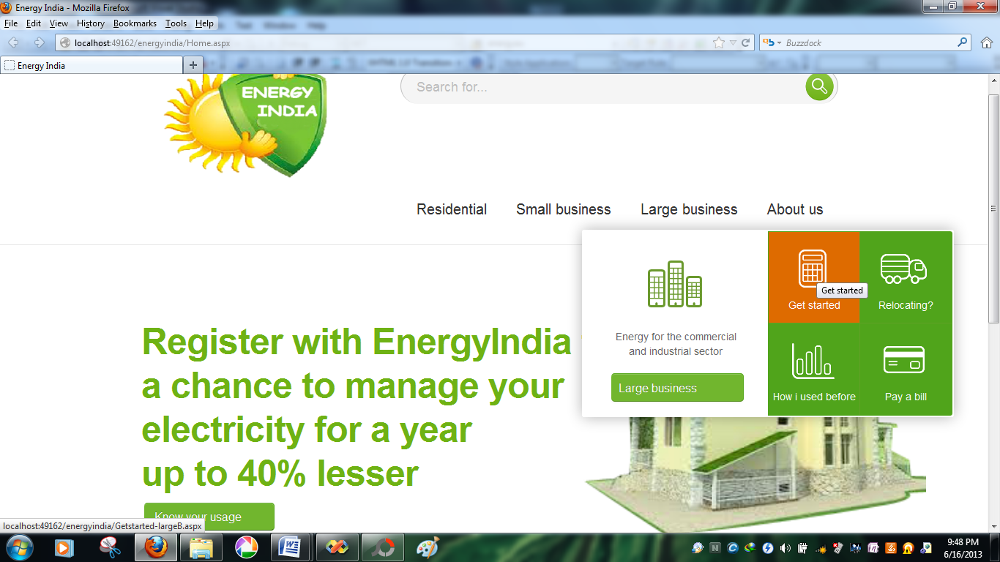 Energy India - Mozilla Firefox
File Edit View History Bookmarks Tools Help
localhost:49162/energyindia/Home.aspx
Buzzdock
Energy India
ENERGY
INDIA
Search for...
Residential Small business Large business About us
Energy for the commercial
and industrial sector
Large business
Get started
Get started
Relocating?
How i used before
Pay a bill
Register with EnergyIndia
a chance to manage your
electricity for a year
up to 40% lesser
Know your usage
localhost:49162/energyindia/Getstarted-largeB.aspx
9:48 PM
6/16/2013